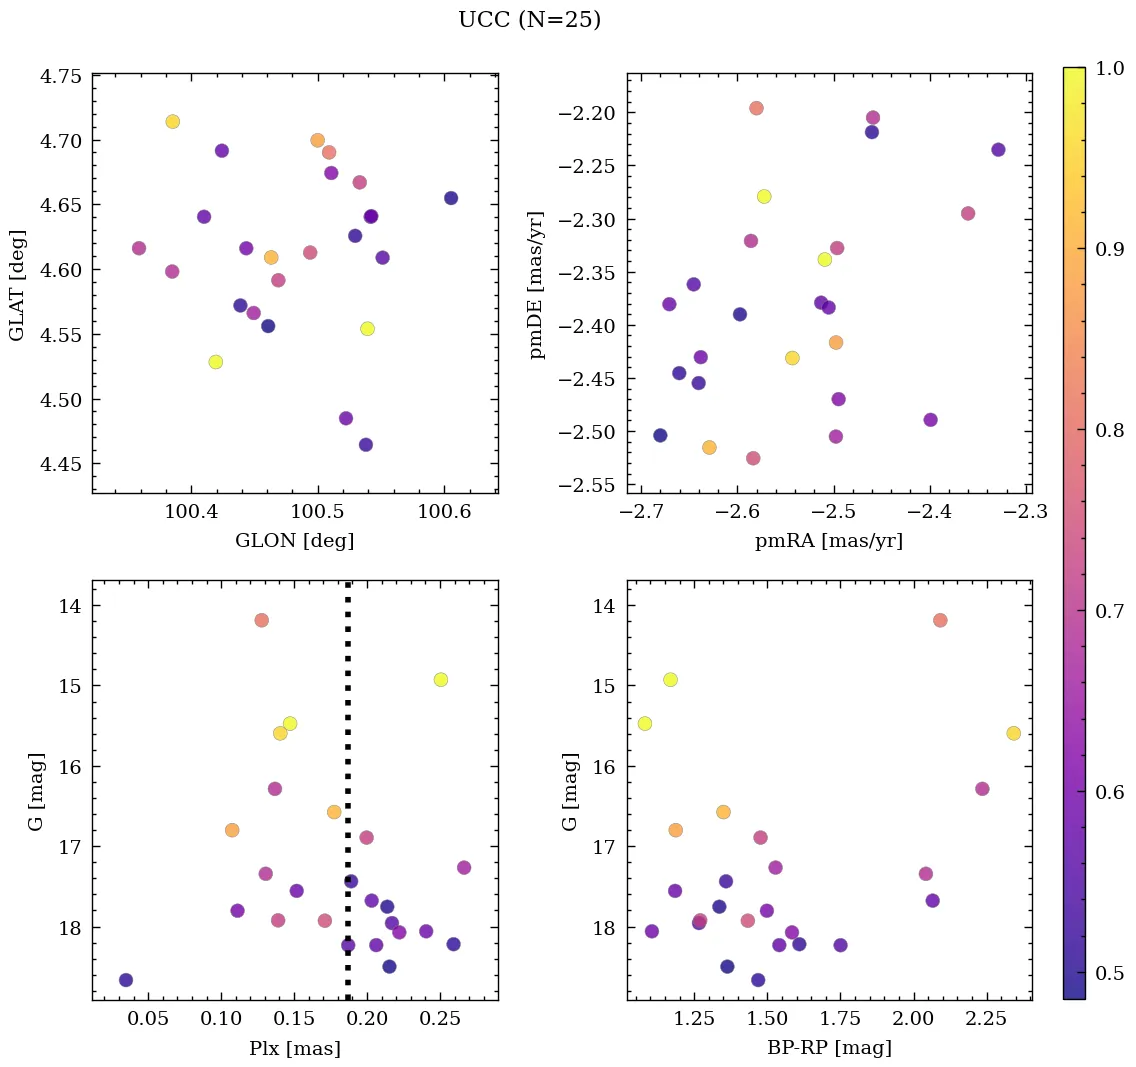 UCC (N=25)
4.75
4.70
4.65
4.60
4.55
4.50
4.45
GLAT [deg]
100.4 100.5 100.6
GLON [deg]
−2.20
−2.25
−2.30
−2.35
−2.40
−2.45
−2.50
−2.55
pmDE [mas/yr]
−2.7 −2.6 −2.5 −2.4 −2.3
pmRA [mas/yr]
14
15
16
17
18
G [mag]
0.05 0.10 0.15 0.20 0.25
Plx [mas]
14
15
16
17
18
G [mag]
1.25 1.50 1.75 2.00 2.25
BP-RP [mag]
1.0
0.9
0.8
0.7
0.6
0.5